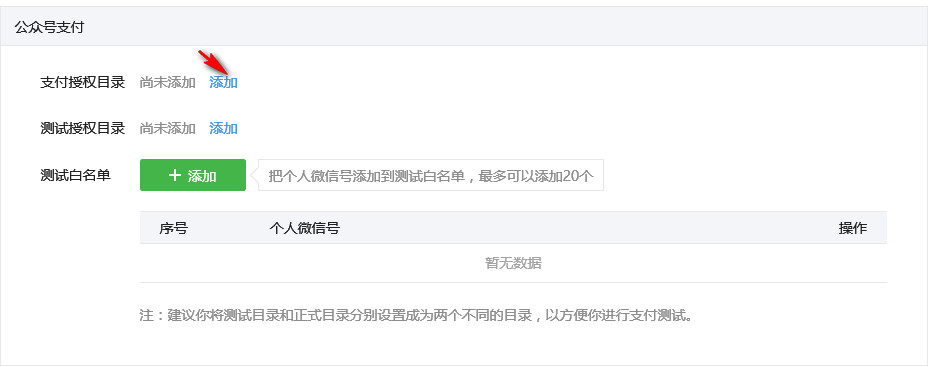 公众号支付
支付授权目录 尚未添加 添加
测试授权目录 尚未添加 添加
测试白名单 + 添加 把个人微信号添加到测试白名单，最多可以添加20个
序号 个人微信号 操作
暂无数据
注：建议你将测试目录和正式目录分别设置成为两个不同的目录，以方便你进行支付测试。